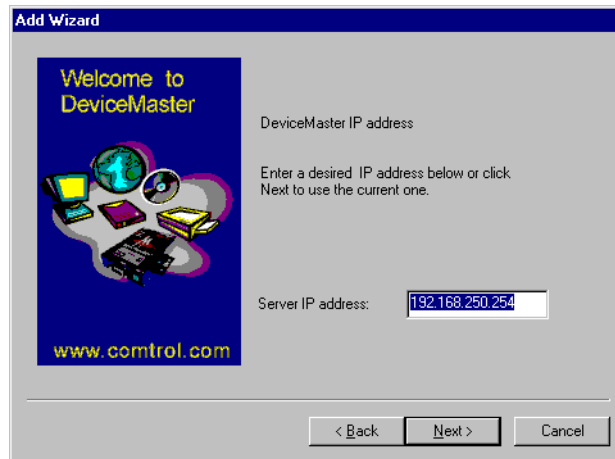 Add Wizard
Welcome to
DeviceMaster
DeviceMaster IP address
Enter a desired IP address below or click
Next to use the current one.
Server IP address:
192.168.250.254
www.comtrol.com
< Back
Next >
Cancel